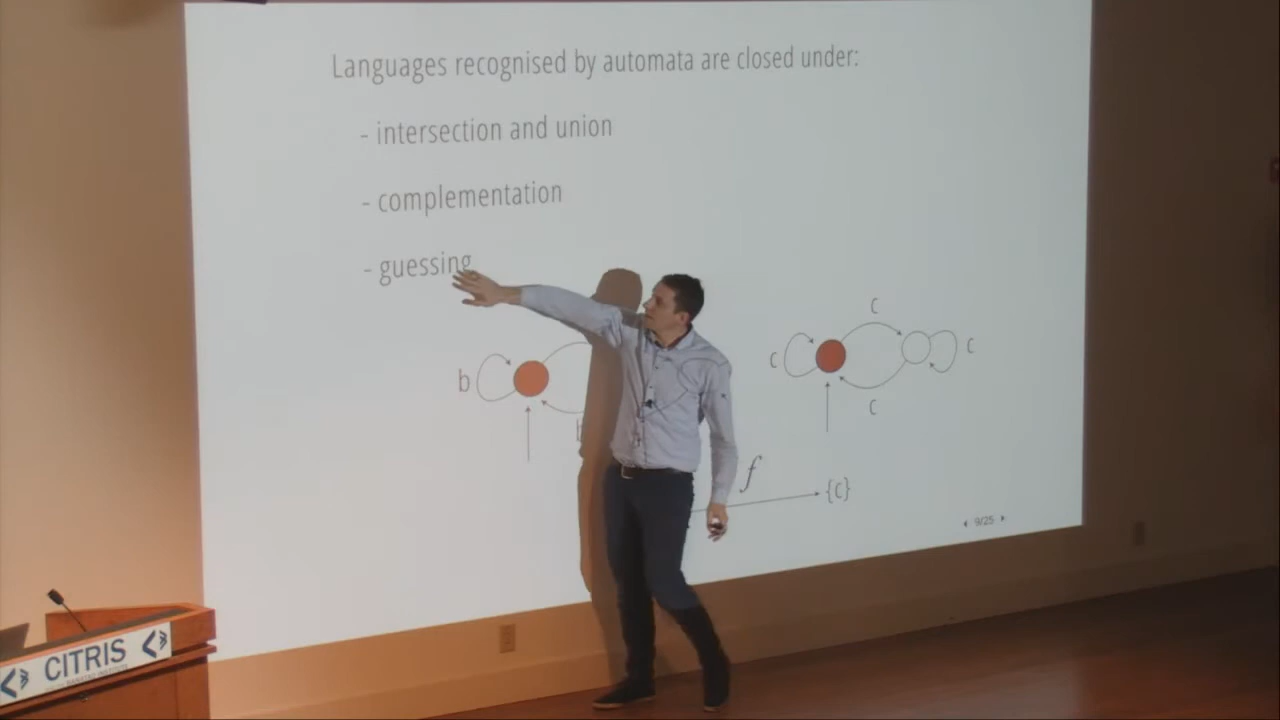 Languages recognised by automata are closed under:
- intersection and union
- complementation
- guessing
c
c
c
b
b
c
f
{c}
9/25
CITRIS